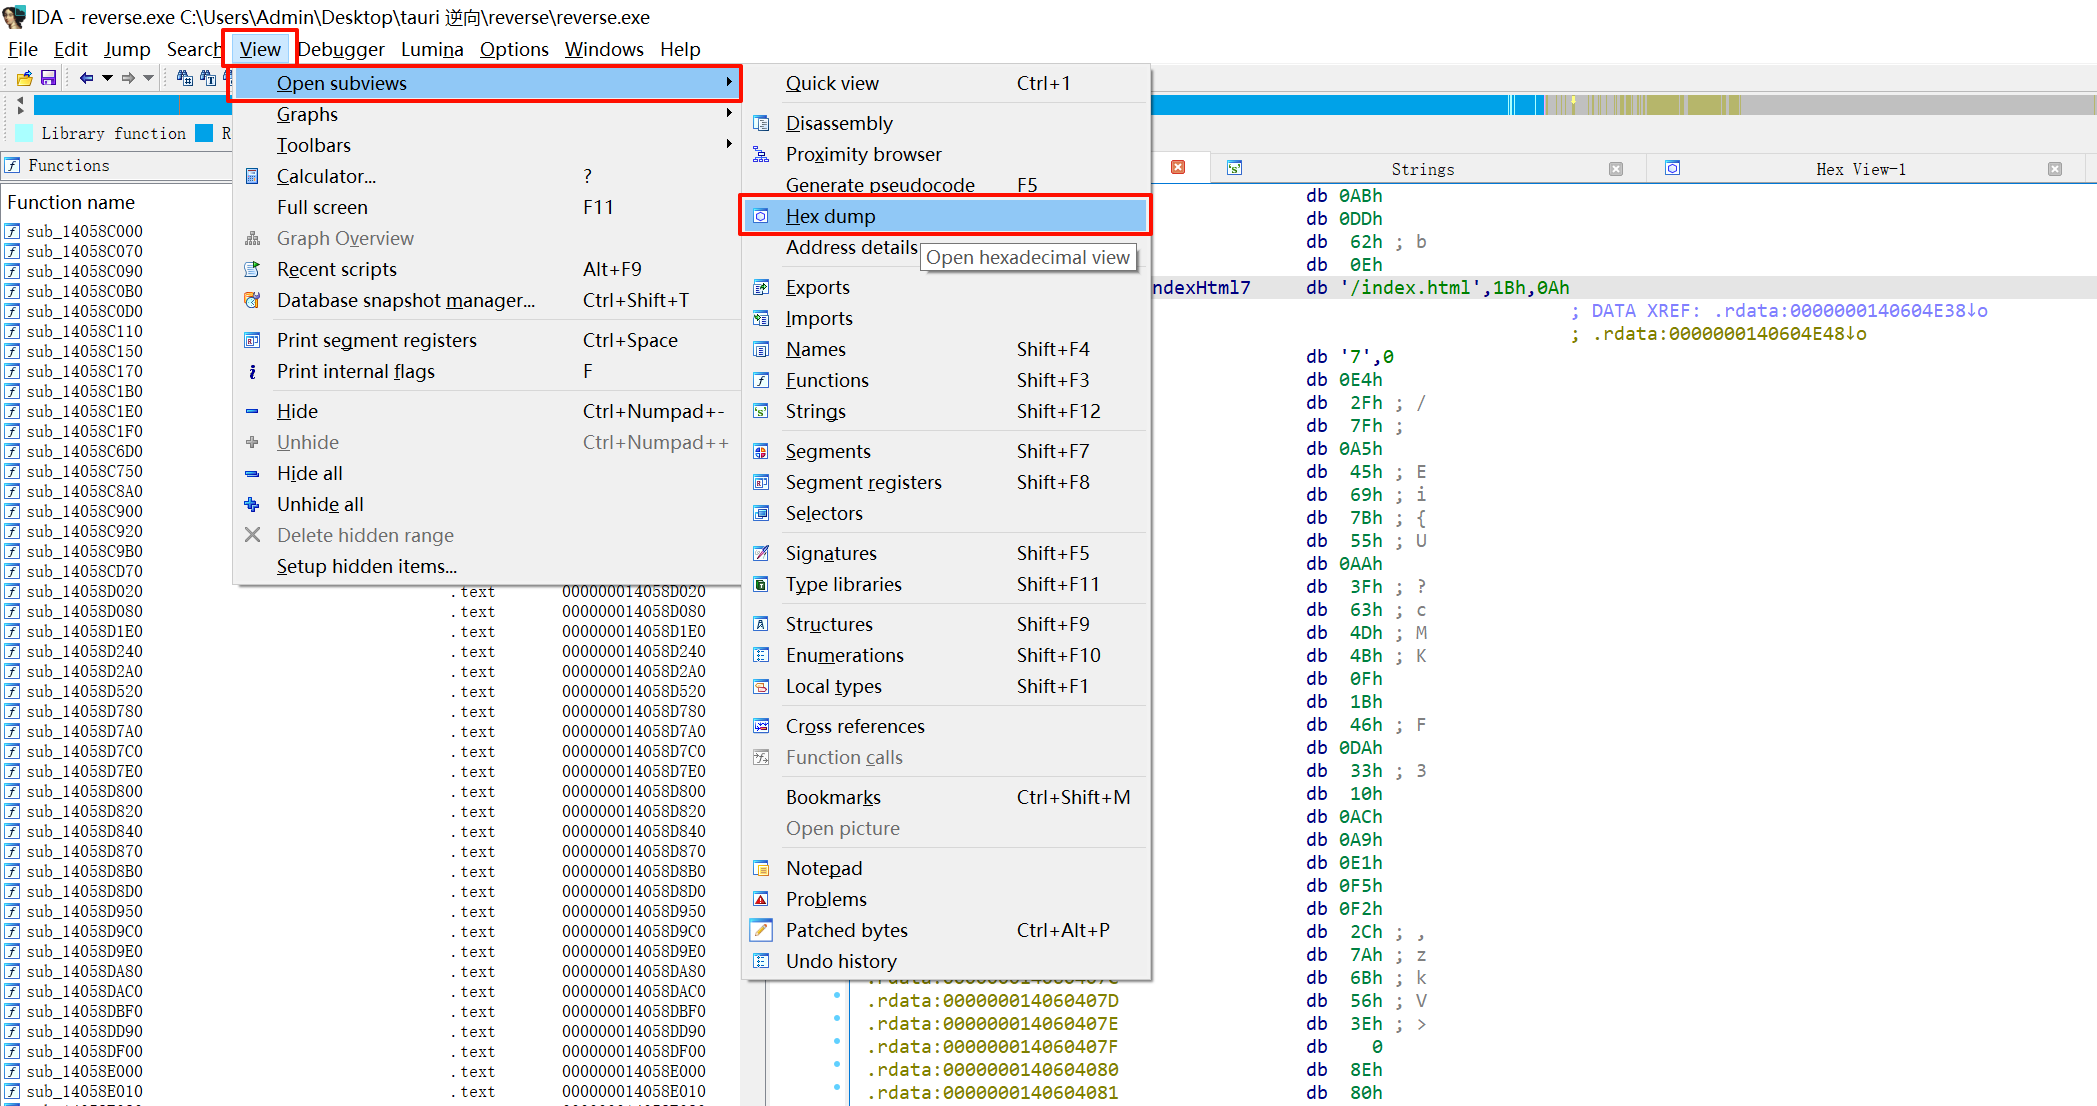 IDA - reverse.exe C:\Users\Admin\Desktop\tauri 逆向\reverse\reverse.exe
File Edit Jump Search View Debugger Lumina Options Windows Help
Library function
Functions
Function name
sub_14058C000
sub_14058C070
sub_14058C090
sub_14058C0B0
sub_14058C0D0
sub_14058C110
sub_14058C150
sub_14058C170
sub_14058C1B0
sub_14058C1E0
sub_14058C1F0
sub_14058C6D0
sub_14058C750
sub_14058C8A0
sub_14058C900
sub_14058C920
sub_14058C9B0
sub_14058CD70
sub_14058D020 .text 000000014058D020
sub_14058D080 .text 000000014058D080
sub_14058D1E0 .text 000000014058D1E0
sub_14058D240 .text 000000014058D240
sub_14058D2A0 .text 000000014058D2A0
sub_14058D520 .text 000000014058D520
sub_14058D780 .text 000000014058D780
sub_14058D7A0 .text 000000014058D7A0
sub_14058D7C0 .text 000000014058D7C0
sub_14058D7E0 .text 000000014058D7E0
sub_14058D800 .text 000000014058D800
sub_14058D820 .text 000000014058D820
sub_14058D840 .text 000000014058D840
sub_14058D870 .text 000000014058D870
sub_14058D8B0 .text 000000014058D8B0
sub_14058D8D0 .text 000000014058D8D0
sub_14058D950 .text 000000014058D950
sub_14058D9C0 .text 000000014058D9C0
sub_14058D9E0 .text 000000014058D9E0
sub_14058DA80 .text 000000014058DA80
sub_14058DAC0 .text 000000014058DAC0
sub_14058DBF0 .text 000000014058DBF0
sub_14058DD90 .text 000000014058DD90
sub_14058DF00 .text 000000014058DF00
sub_14058E000 .text 000000014058E000
sub_14058E010 .text 000000014058E010
Open subviews
Graphs
Toolbars
Calculator... ?
Full screen F11
Graph Overview
Recent scripts Alt+F9
Database snapshot manager... Ctrl+Shift+T
Print segment registers Ctrl+Space
Print internal flags F
Hide Ctrl+Numpad+-
Unhide Ctrl+Numpad++
Hide all
Unhide all
Delete hidden range
Setup hidden items...
Quick view Ctrl+1
Disassembly
Proximity browser
Generate pseudocode F5
Hex dump
Address details
Open hexadecimal view
Exports
Imports
Names Shift+F4
Functions Shift+F3
Strings Shift+F12
Segments Shift+F7
Segment registers Shift+F8
Selectors
Signatures Shift+F5
Type libraries Shift+F11
Structures Shift+F9
Enumerations Shift+F10
Local types Shift+F1
Cross references
Function calls
Bookmarks Ctrl+Shift+M
Open picture
Notepad
Problems
Patched bytes Ctrl+Alt+P
Undo history
Strings
Hex View-1
db 0ABh
db 0DDh
db 62h ; b
db 0Eh
ndexHtml7 db '/index.html',1Bh,0Ah
; DATA XREF: .rdata:0000000140604E38↓o
; .rdata:0000000140604E48↓o
db '7',0
db 0E4h
db 2Fh ; /
db 7Fh ;
db 0A5h
db 45h ; E
db 69h ; i
db 7Bh ; {
db 55h ; U
db 0AAh
db 3Fh ; ?
db 63h ; c
db 4Dh ; M
db 4Bh ; K
db 0Fh
db 1Bh
db 46h ; F
db 0DAh
db 33h ; 3
db 10h
db 0ACh
db 0A9h
db 0E1h
db 0F5h
db 0F2h
db 2Ch ; ,
db 7Ah ; z
db 6Bh ; k
.rdata:000000014060407D db 56h ; V
.rdata:000000014060407E db 3Eh ; >
.rdata:000000014060407F db 0
.rdata:0000000140604080 db 8Eh
.rdata:0000000140604081 db 80h